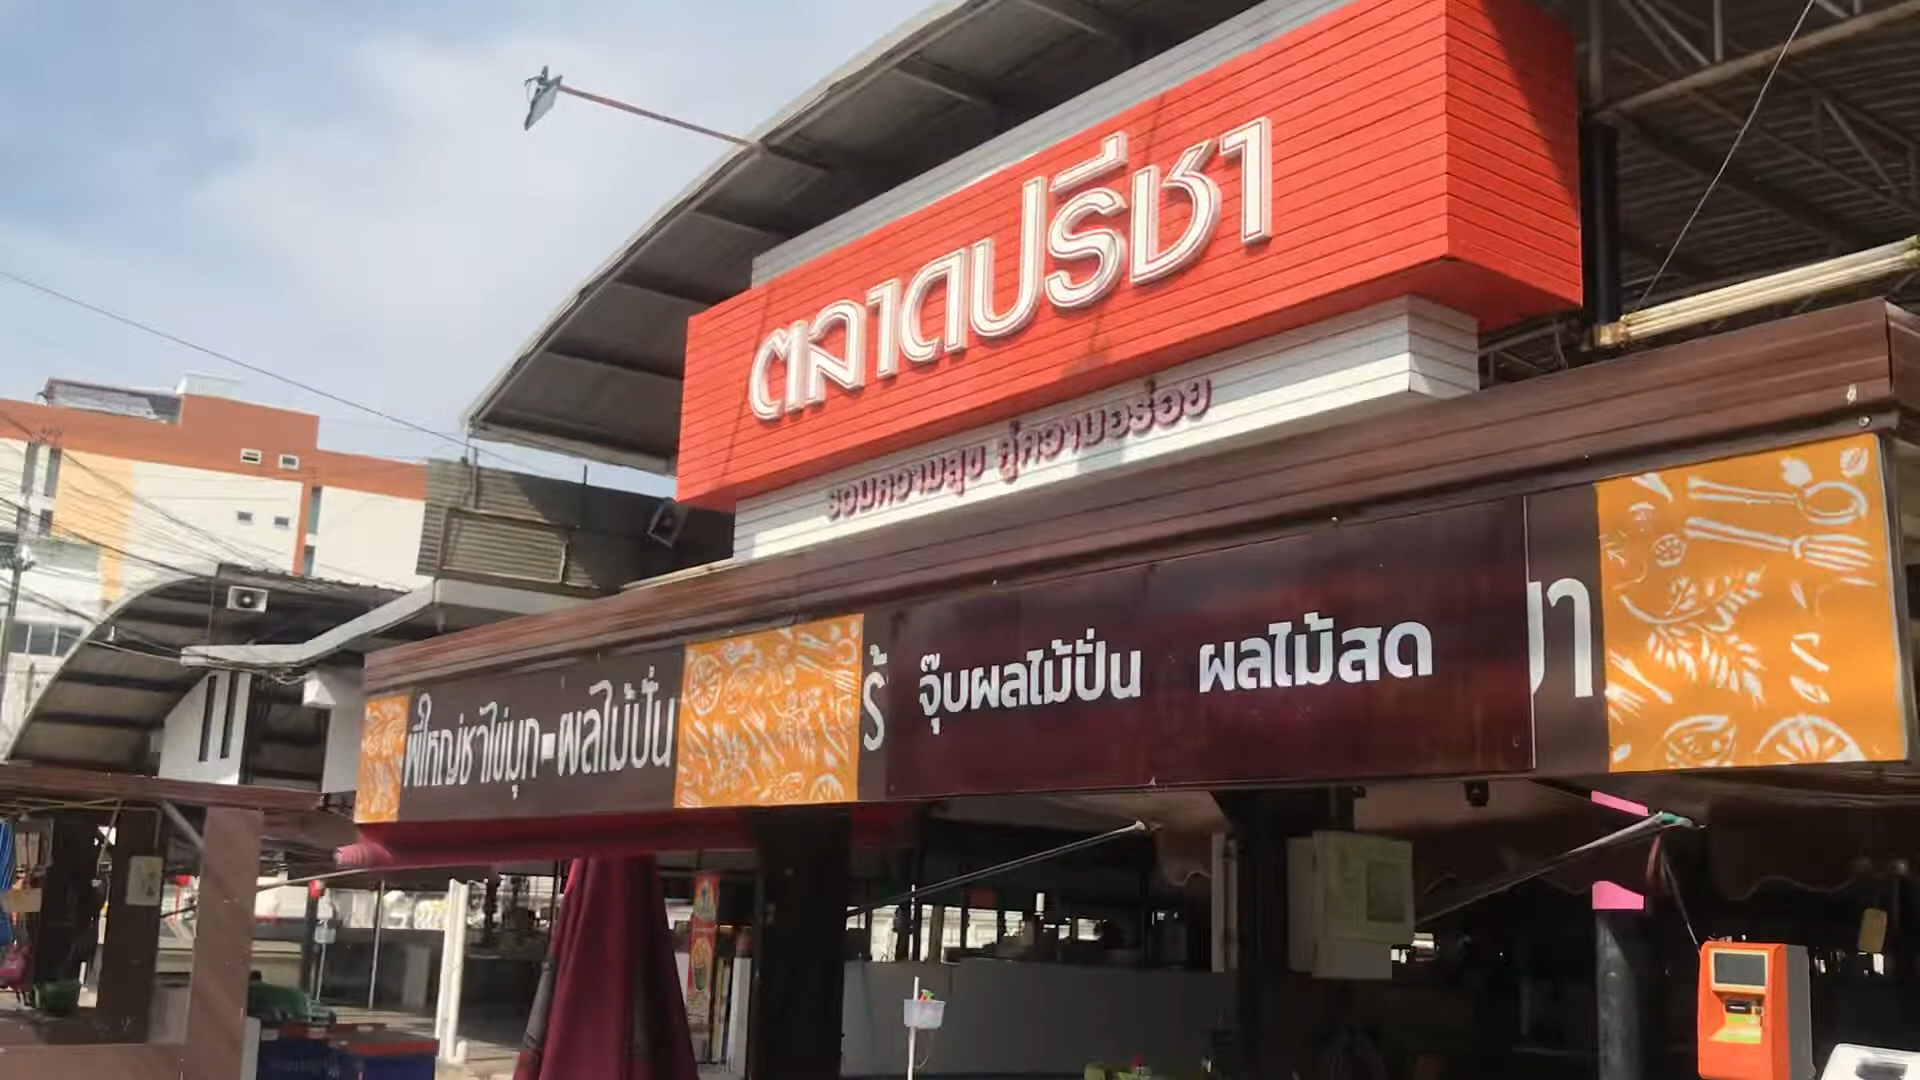 ตลาดปรีชา
รวมความสุข คู่ความอร่อย
พี่ใหญ่ชาไข่มุก-ผลไม้ปั่น
ร้
จุ๊บผลไม้ปั่น ผลไม้สด